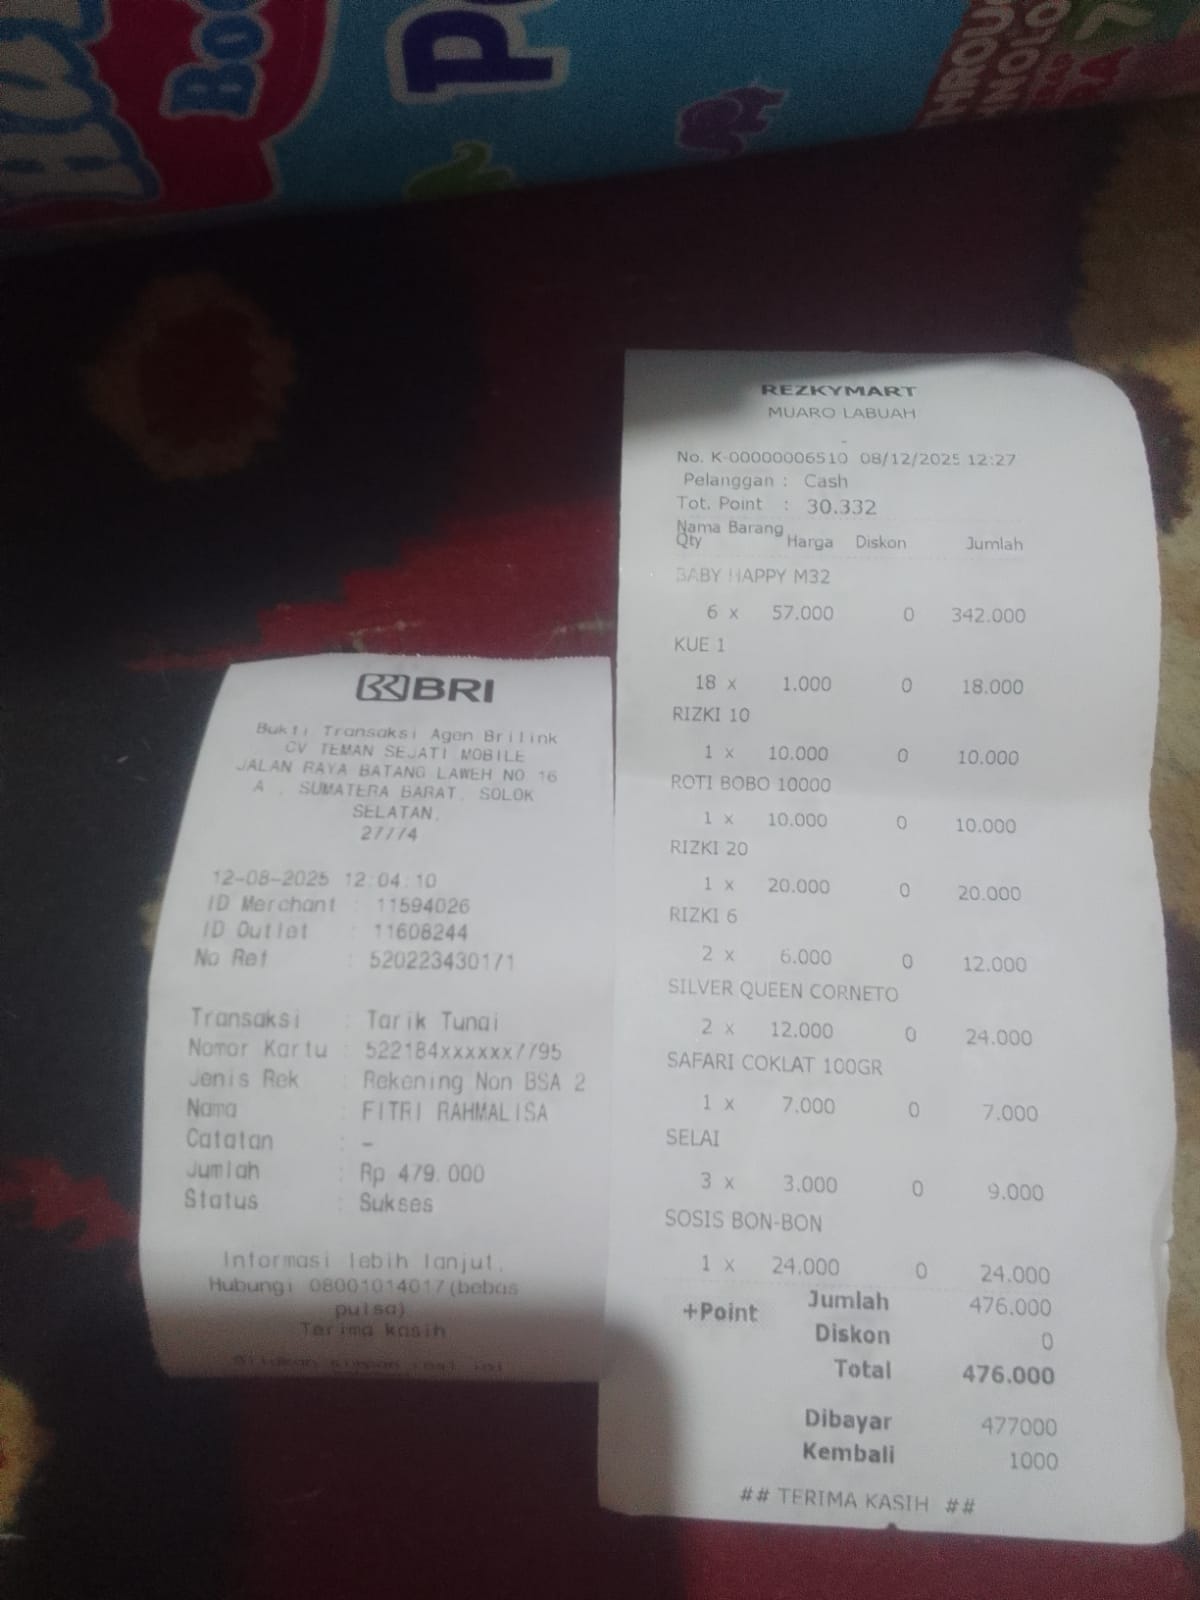 REZKYMART
MUARO LABUAH
No. K-00000006510 08/12/2025 12:27
Pelanggan : Cash
Tot. Point : 30.332
Nama Barang
Qty Harga Diskon Jumlah
BABY HAPPY M32
6 x 57.000 0 342.000
KUE 1
18 x 1.000 0 18.000
RIZKI 10
1 x 10.000 0 10.000
ROTI BOBO 10000
1 x 10.000 0 10.000
RIZKI 20
1 x 20.000 0 20.000
RIZKI 6
2 x 6.000 0 12.000
SILVER QUEEN CORNETO
2 x 12.000 0 24.000
SAFARI COKLAT 100GR
1 x 7.000 0 7.000
SELAI
3 x 3.000 0 9.000
SOSIS BON-BON
1 x 24.000 0 24.000
+Point Jumlah 476.000
Diskon 0
Total 476.000
Dibayar 477000
Kembali 1000
## TERIMA KASIH ##
BRI
Bukti Transaksi Agen Brilink
CV TEMAN SEJATI MOBILE
JALAN RAYA BATANG LAWEH NO. 16
A , SUMATERA BARAT, SOLOK
SELATAN,
27774
12-08-2025 12:04:10
ID Merchant : 11594026
ID Outlet : 11608244
No Ref : 520223430171
Transaksi : Tarik Tunai
Nomor Kartu : 522184xxxxxx7795
Jenis Rek : Rekening Non BSA 2
Nama : FITRI RAHMALISA
Catatan : -
Jumlah : Rp 479.000
Status : Sukses
Informasi lebih lanjut,
Hubungi 08001014017(bebas
pulsa)
Terima kasih